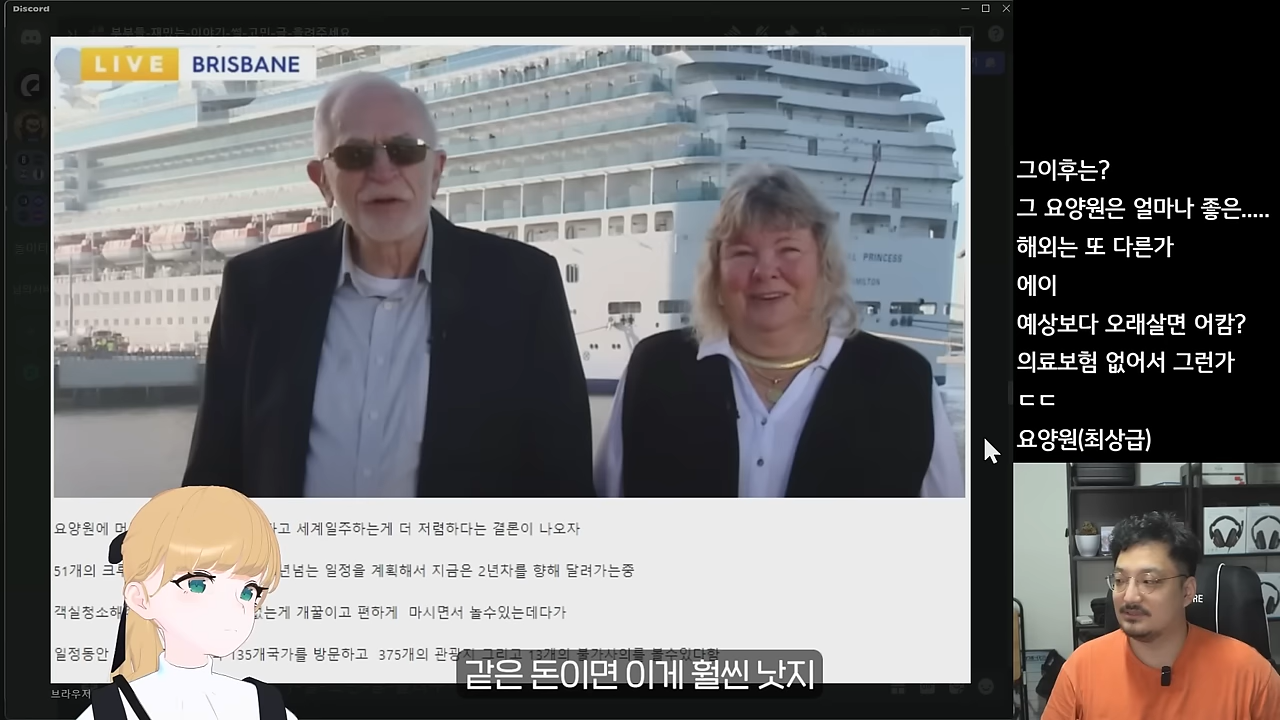 Discord
LIVE BRISBANE
PRINCESS
요양원에 고 세계일주하는게 더 저렴하다는 결론이 나오자
51개의 넘는 일정을 계획해서 지금은 2년차를 향해 달려가는중
객실청소해 없는게 개꿀이고 편하게 마시면서 놀수있는데다가
일정동안 135개국가를 방문하고 375개의 관광지 그리고 13개의 불가사의를 볼수있다함
같은 돈이면 이게 훨씬 낫지
브라우저
그이후는?
그 요양원은 얼마나 좋은.....
해외는 또 다른가
에이
예상보다 오래살면 어캄?
의료보험 없어서 그런가
ㄷㄷ
요양원(최상급)